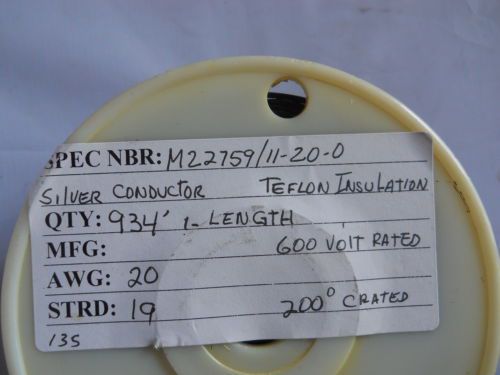 SPEC NBR: M22759/11-20-0
SILVER CONDUCTOR TEFLON INSULATION
QTY: 934' 1- LENGTH
MFG: 600 VOLT RATED
AWG: 20
STRD: 19 200° C RATED
135